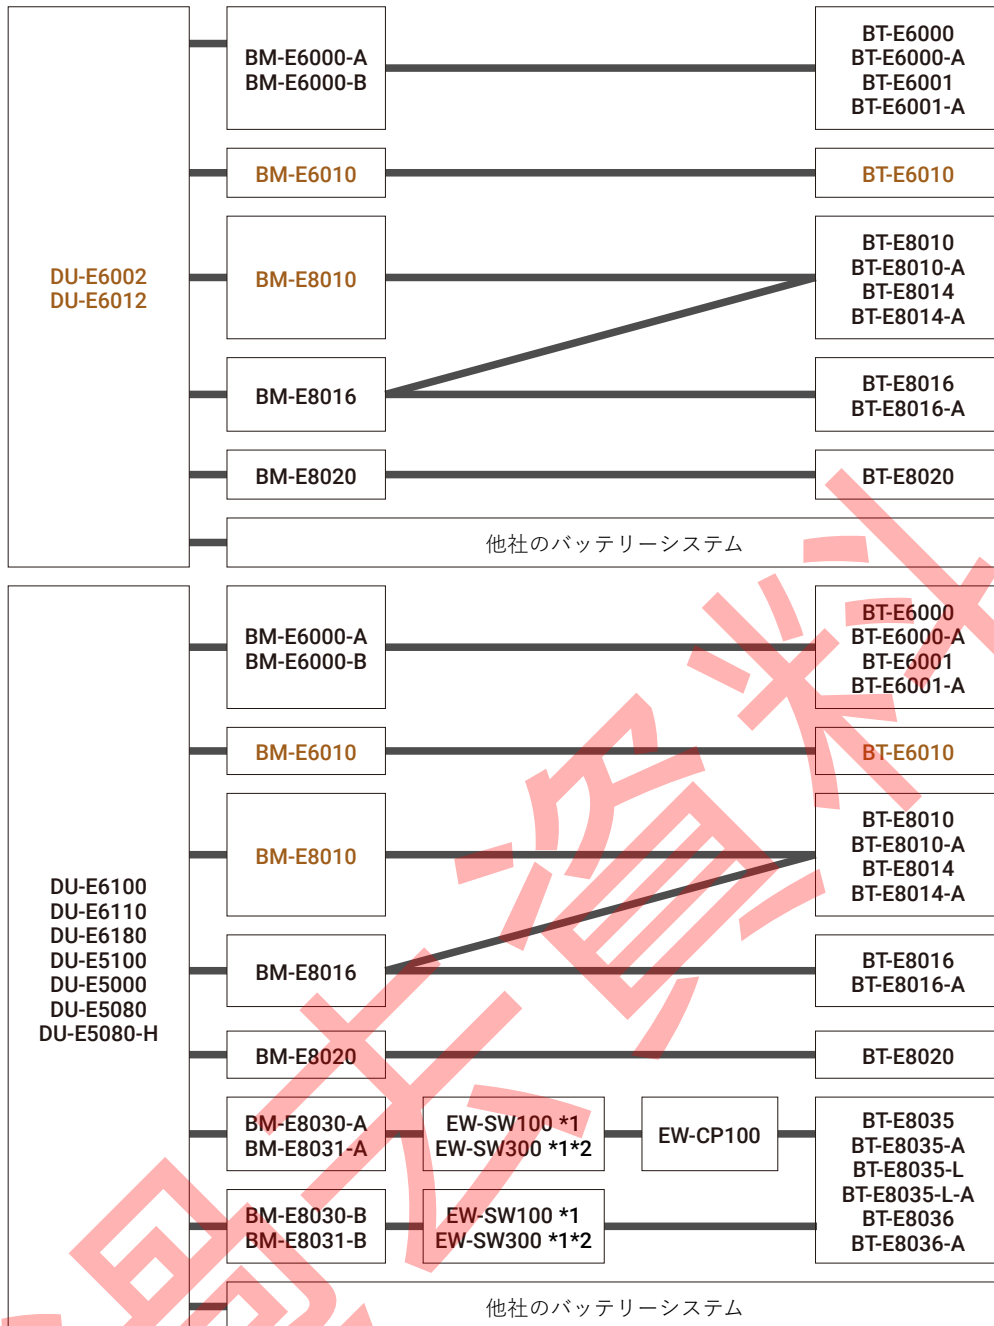 DU-E6002
DU-E6012
BM-E6000-A
BM-E6000-B
BT-E6000
BT-E6000-A
BT-E6001
BT-E6001-A
BM-E6010
BT-E6010
BM-E8010
BT-E8010
BT-E8010-A
BT-E8014
BT-E8014-A
BM-E8016
BT-E8016
BT-E8016-A
BM-E8020
BT-E8020
他社のバッテリーシステム
DU-E6100
DU-E6110
DU-E6180
DU-E5100
DU-E5000
DU-E5080
DU-E5080-H
BM-E6000-A
BM-E6000-B
BT-E6000
BT-E6000-A
BT-E6001
BT-E6001-A
BM-E6010
BT-E6010
BM-E8010
BT-E8010
BT-E8010-A
BT-E8014
BT-E8014-A
BM-E8016
BT-E8016
BT-E8016-A
BM-E8020
BT-E8020
BM-E8030-A
BM-E8031-A
EW-SW100 *1
EW-SW300 *1*2
EW-CP100
BT-E8035
BT-E8035-A
BT-E8035-L
BT-E8035-L-A
BT-E8036
BT-E8036-A
BM-E8030-B
BM-E8031-B
EW-SW100 *1
EW-SW300 *1*2
他社のバッテリーシステム
資料